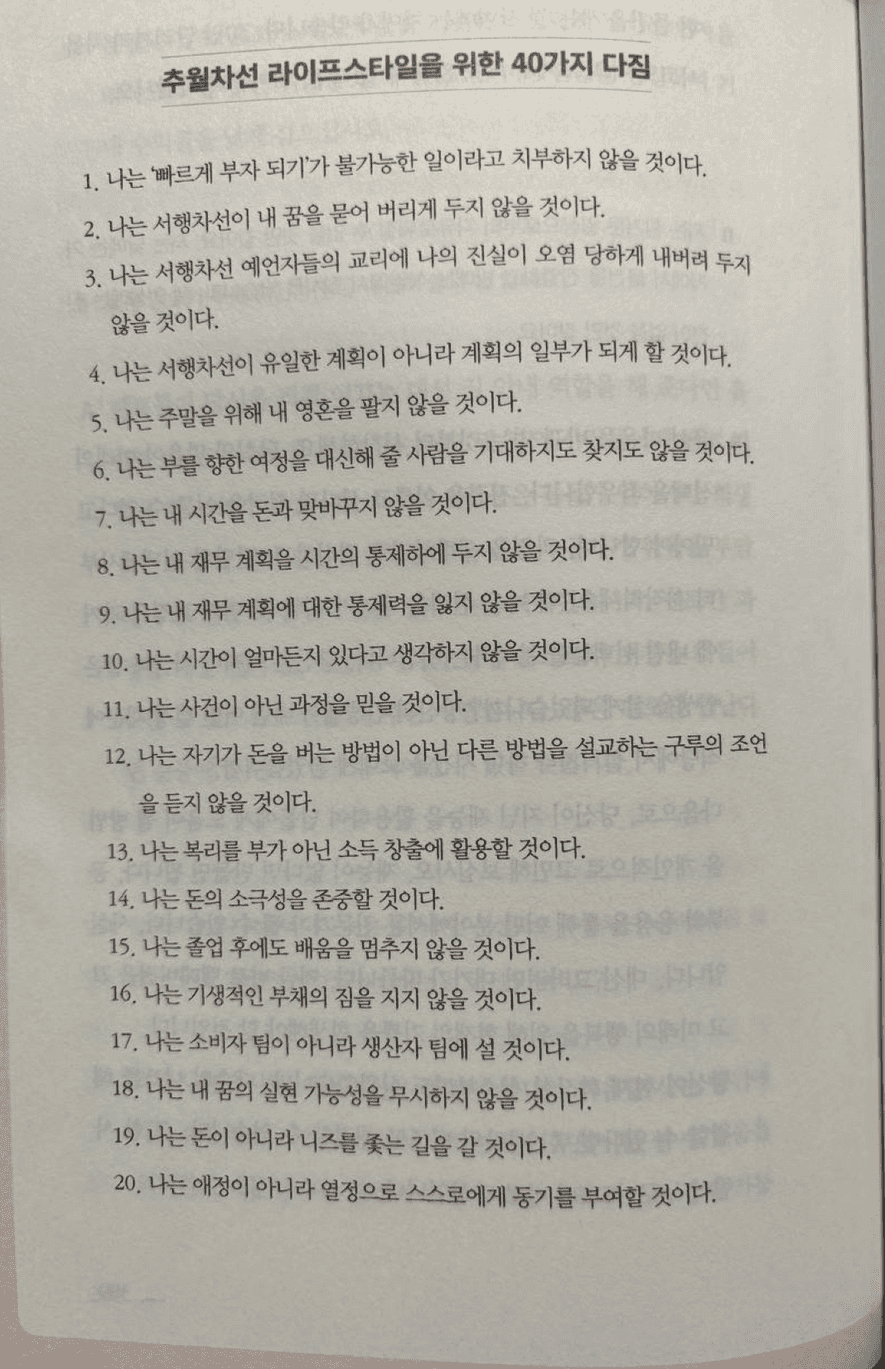 추월차선 라이프스타일을 위한 40가지 다짐
1. 나는 '빠르게 부자 되기'가 불가능한 일이라고 치부하지 않을 것이다.
2. 나는 서행차선이 내 꿈을 묻어 버리게 두지 않을 것이다.
3. 나는 서행차선 예언자들의 교리에 나의 진실이 오염 당하게 내버려 두지
않을 것이다.
4. 나는 서행차선이 유일한 계획이 아니라 계획의 일부가 되게 할 것이다.
5. 나는 주말을 위해 내 영혼을 팔지 않을 것이다.
6. 나는 부를 향한 여정을 대신해 줄 사람을 기대하지도 찾지도 않을 것이다.
7. 나는 내 시간을 돈과 맞바꾸지 않을 것이다.
8. 나는 내 재무 계획을 시간의 통제하에 두지 않을 것이다.
9. 나는 내 재무 계획에 대한 통제력을 잃지 않을 것이다.
10. 나는 시간이 얼마든지 있다고 생각하지 않을 것이다.
11. 나는 사건이 아닌 과정을 믿을 것이다.
12. 나는 자기가 돈을 버는 방법이 아닌 다른 방법을 설교하는 구루의 조언
을 듣지 않을 것이다.
13. 나는 복리를 부가 아닌 소득 창출에 활용할 것이다.
14. 나는 돈의 소극성을 존중할 것이다.
15. 나는 졸업 후에도 배움을 멈추지 않을 것이다.
16. 나는 기생적인 부채의 짐을 지지 않을 것이다.
17. 나는 소비자 팀이 아니라 생산자 팀에 설 것이다.
18. 나는 내 꿈의 실현 가능성을 무시하지 않을 것이다.
19. 나는 돈이 아니라 니즈를 좇는 길을 갈 것이다.
20. 나는 애정이 아니라 열정으로 스스로에게 동기를 부여할 것이다.